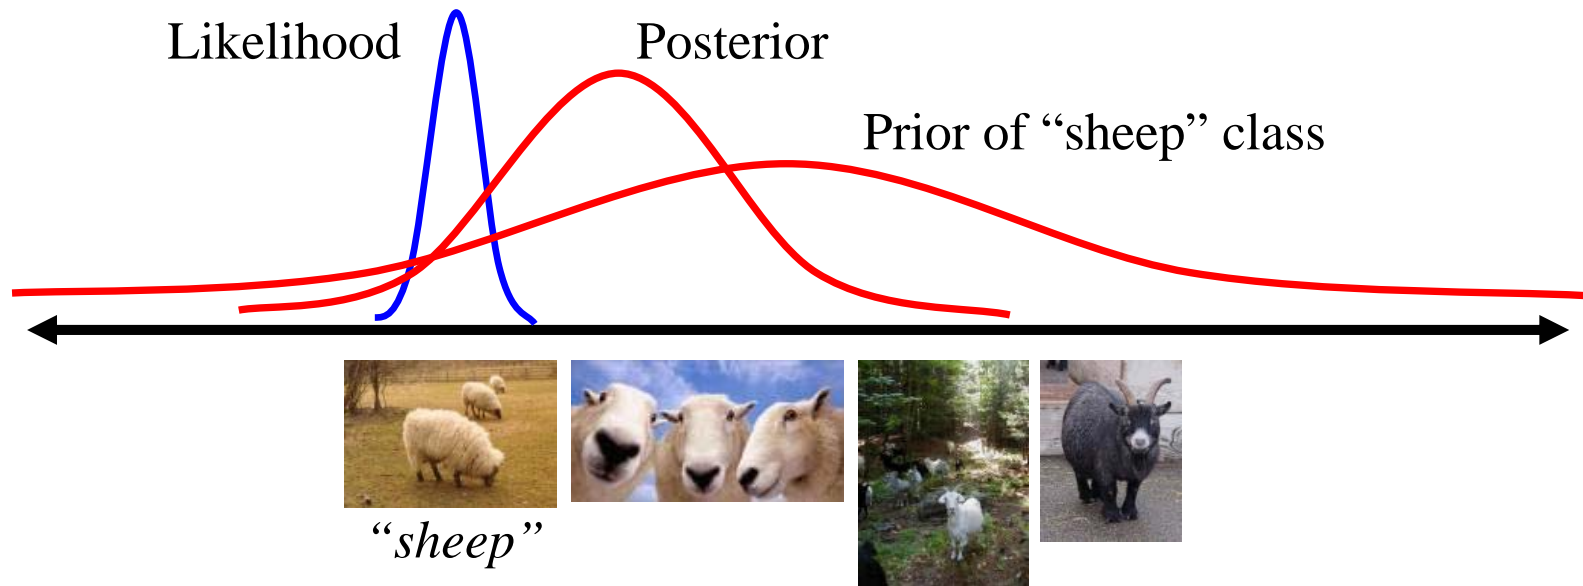 Likelihood
Posterior
Prior of “sheep” class
“sheep”